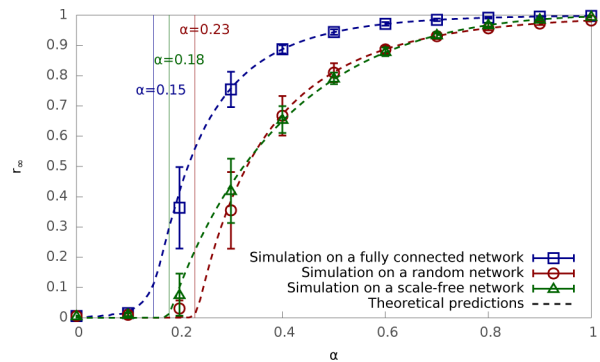 1
0.9
0.8
0.7
0.6
0.5
0.4
0.3
0.2
0.1
0
r∞
α=0.23
α=0.18
α=0.15
Simulation on a fully connected network
Simulation on a random network
Simulation on a scale-free network
Theoretical predictions
0 0.2 0.4 0.6 0.8 1
α